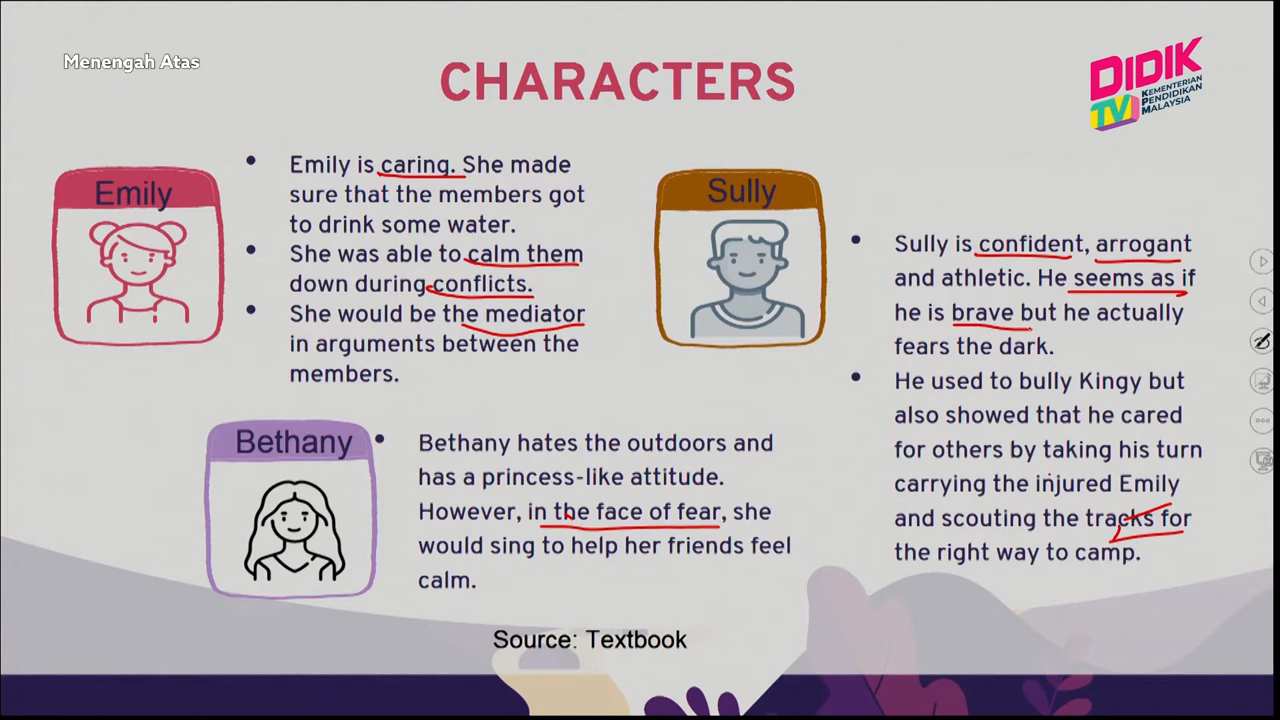 Menengah Atas
CHARACTERS
DIDIK
TV
KEMENTERIAN
PENDIDIKAN
MALAYSIA
Emily
Emily is caring. She made
sure that the members got
to drink some water.
She was able to calm them
down during conflicts.
She would be the mediator
in arguments between the
members.
Sully
Sully is confident, arrogant
and athletic. He seems as if
he is brave but he actually
fears the dark.
He used to bully Kingy but
also showed that he cared
for others by taking his turn
carrying the injured Emily
and scouting the tracks for
the right way to camp.
Bethany
Bethany hates the outdoors and
has a princess-like attitude.
However, in the face of fear, she
would sing to help her friends feel
calm.
Source: Textbook